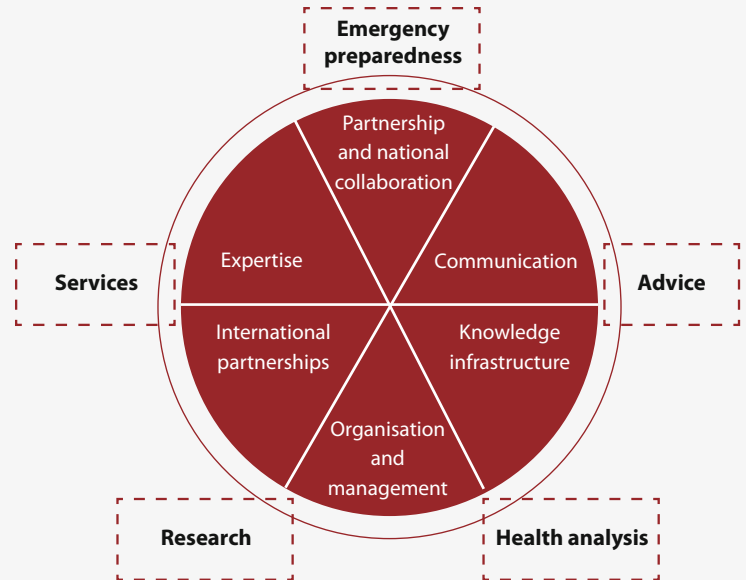 Emergency
preparedness
Partnership
and national
collaboration
Expertise
Communication
Services
Advice
International
partnerships
Knowledge
infrastructure
Organisation
and
management
Research
Health analysis